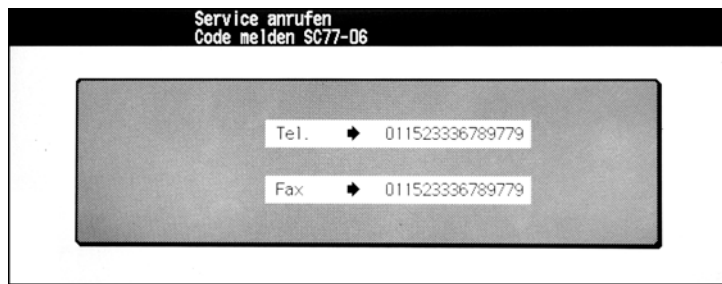 Service anrufen
Code melden SC77-06
Tel. ➧ 011523336789779
Fax ➧ 011523336789779